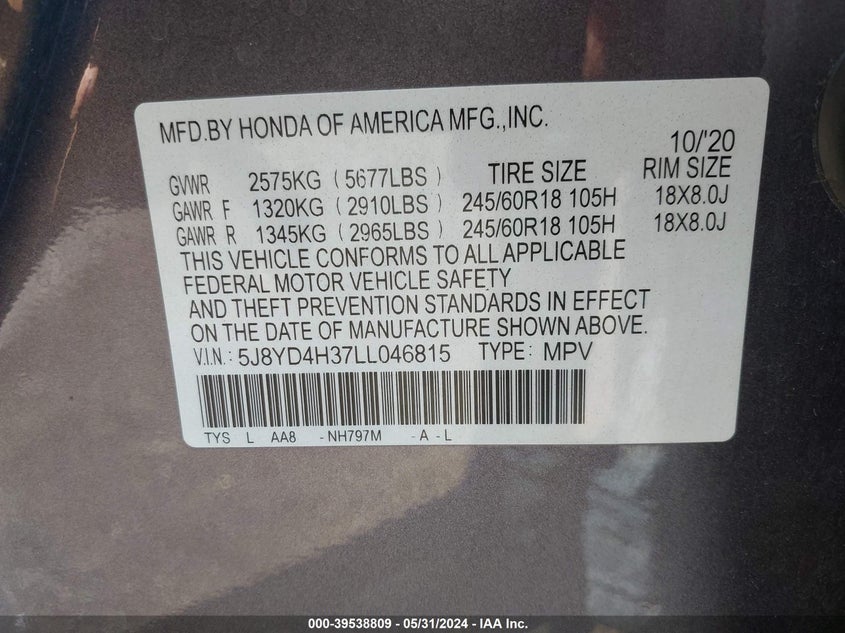 MFD.BY HONDA OF AMERICA MFG.,INC.
10/'20
GVWR 2575KG (5677LBS) TIRE SIZE RIM SIZE
GAWR F 1320KG (2910LBS) 245/60R18 105H 18X8.0J
GAWR R 1345KG (2965LBS) 245/60R18 105H 18X8.0J
THIS VEHICLE CONFORMS TO ALL APPLICABLE
FEDERAL MOTOR VEHICLE SAFETY
AND THEFT PREVENTION STANDARDS IN EFFECT
ON THE DATE OF MANUFACTURE SHOWN ABOVE.
V.I.N.: 5J8YD4H37LL046815 TYPE: MPV
TYS L AA8 -NH797M -A -L
000-39538809 - 05/31/2024 - IAA Inc.